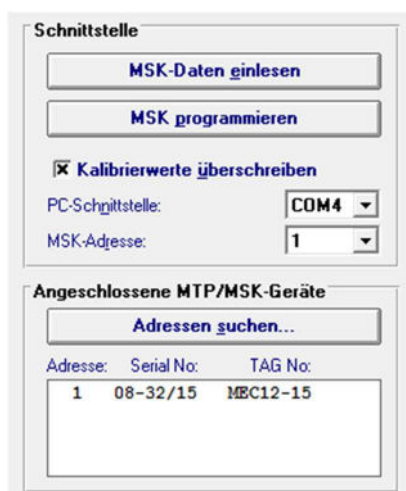 Schnittstelle
MSK-Daten einlesen
MSK programmieren
Kalibrierwerte überschreiben
PC-Schnittstelle: COM4
MSK-Adresse: 1
Angeschlossene MTP/MSK-Geräte
Adressen suchen...
Adresse: Serial No: TAG No:
1 08-32/15 MEC12-15